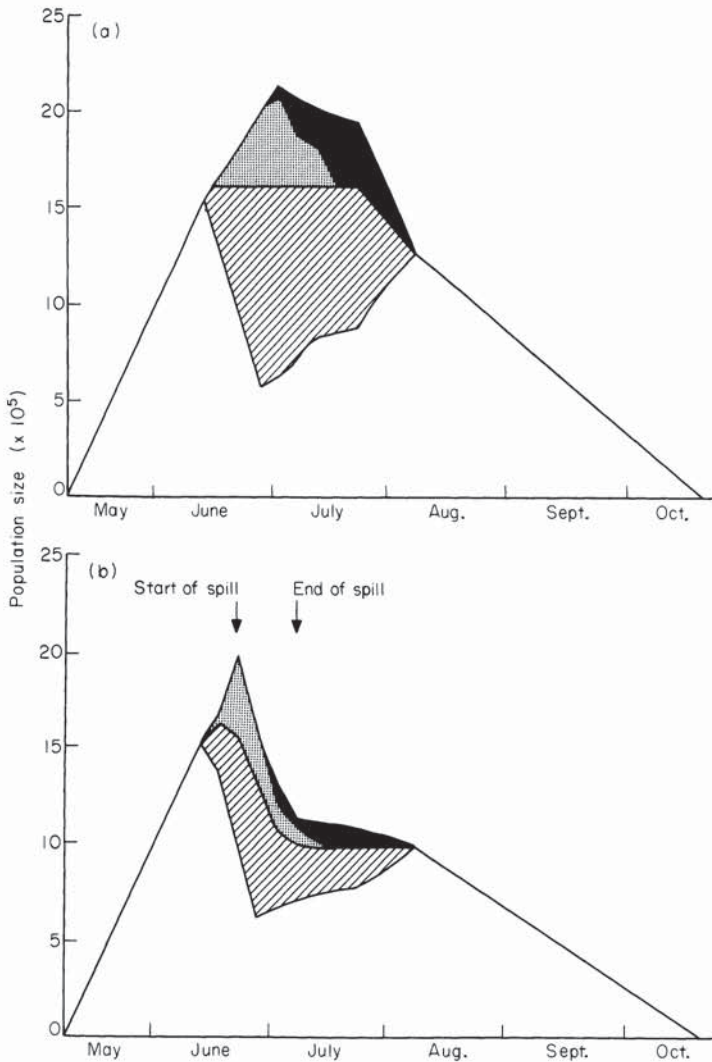 (a)
25
20
15
10
5
0
May June July Aug. Sept. Oct.
Population size (x 10⁵)
(b)
Start of spill End of spill
25
20
15
10
5
0
May June July Aug. Sept. Oct.